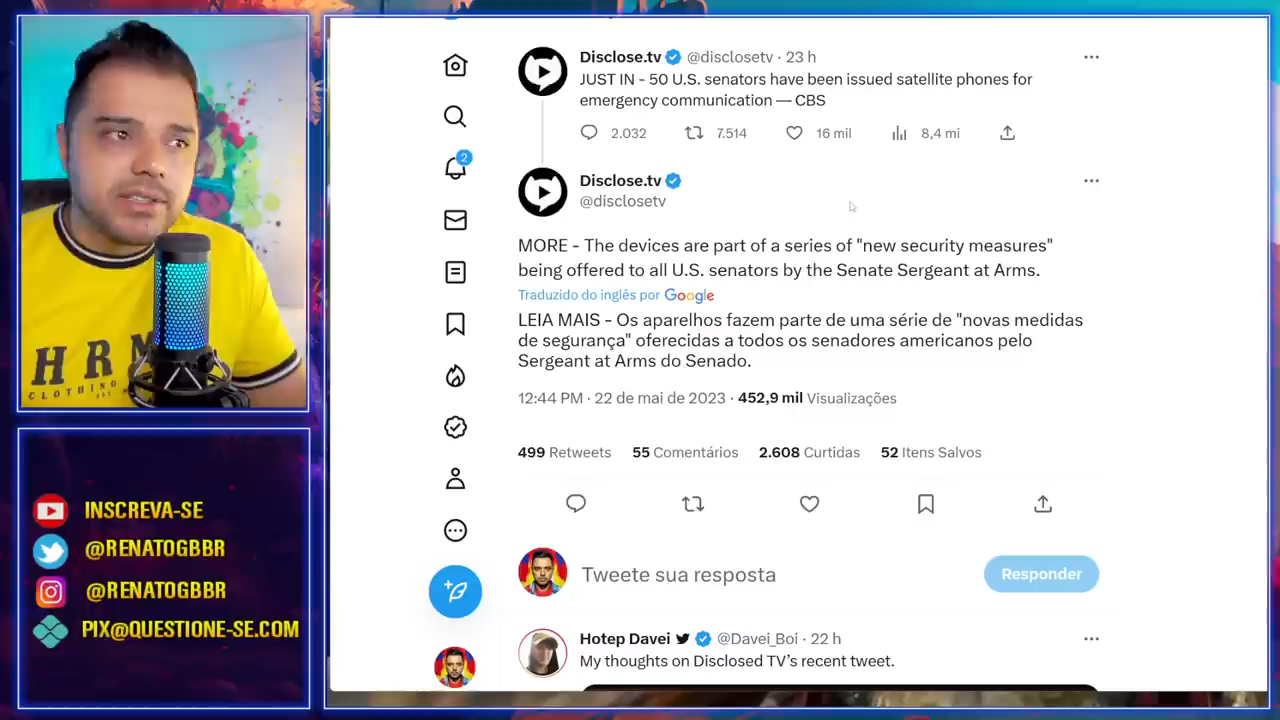 HRM
CLOTHING
INSCREVA-SE
@RENATOGBBR
@RENATOGBBR
PIX@QUESTIONE-SE.COM
2
Disclose.tv @disclosetv · 23 h
JUST IN - 50 U.S. senators have been issued satellite phones for
emergency communication — CBS
2.032 7.514 16 mil 8,4 mi
Disclose.tv
@disclosetv
MORE - The devices are part of a series of "new security measures"
being offered to all U.S. senators by the Senate Sergeant at Arms.
Traduzido do inglês por Google
LEIA MAIS - Os aparelhos fazem parte de uma série de "novas medidas
de segurança" oferecidas a todos os senadores americanos pelo
Sergeant at Arms do Senado.
12:44 PM · 22 de mai de 2023 · 452,9 mil Visualizações
499 Retweets 55 Comentários 2.608 Curtidas 52 Itens Salvos
Tweete sua resposta
Responder
Hotep Davei @Davei_Boi · 22 h
My thoughts on Disclosed TV's recent tweet.